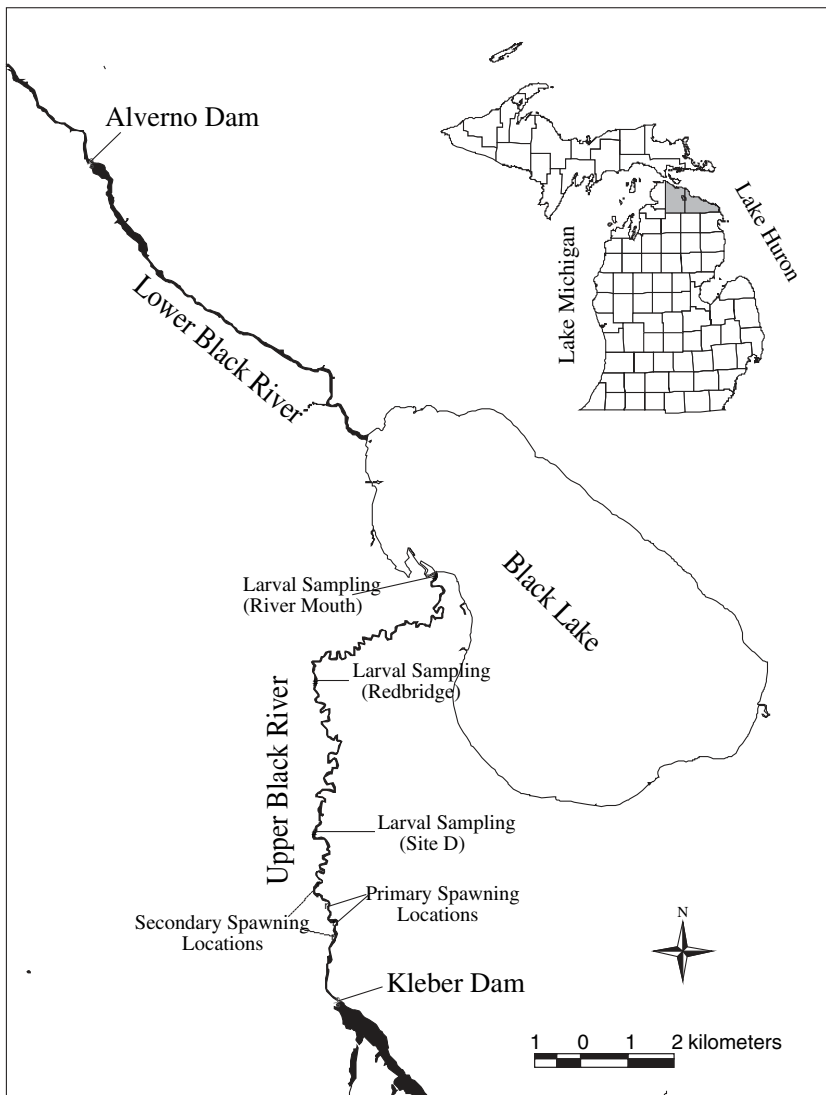 Alverno Dam
Lake Huron
Lake Michigan
Lower Black River
Black Lake
Larval Sampling
(River Mouth)
Larval Sampling
(Redbridge)
Upper Black River
Larval Sampling
(Site D)
Primary Spawning
Locations
Secondary Spawning
Locations
N
Kleber Dam
1 0 1 2 kilometers